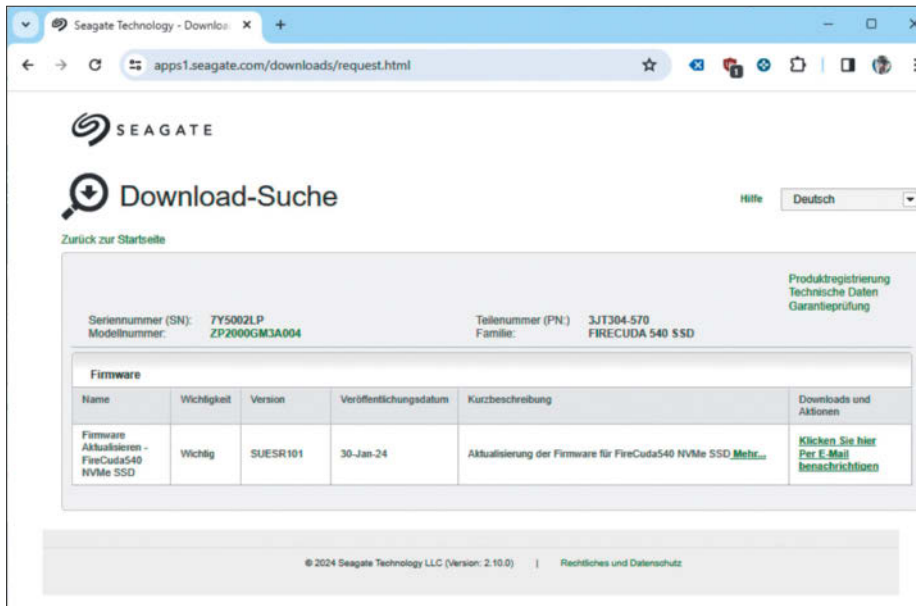 Seagate Technology - Downloa
apps1.seagate.com/downloads/request.html
1
SEAGATE
Download-Suche
Hilfe
Deutsch
Zurück zur Startseite
Produktregistrierung
Technische Daten
Garantieprüfung
Seriennummer (SN): 7Y5002LP Teilenummer (PN:) 3JT304-570
Modellnummer: ZP2000GM3A004 Familie: FIRECUDA 540 SSD
Firmware
Name Wichtigkeit Version Veröffentlichungsdatum Kurzbeschreibung Downloads und
Aktionen
Firmware
Aktualisieren -
FireCuda540
NVMe SSD
Wichtig
SUESR101
30-Jan-24
Aktualisierung der Firmware für FireCuda540 NVMe SSD Mehr...
Klicken Sie hier
Per E-Mail
benachrichtigen
© 2024 Seagate Technology LLC (Version: 2.10.0) | Rechtliches und Datenschutz